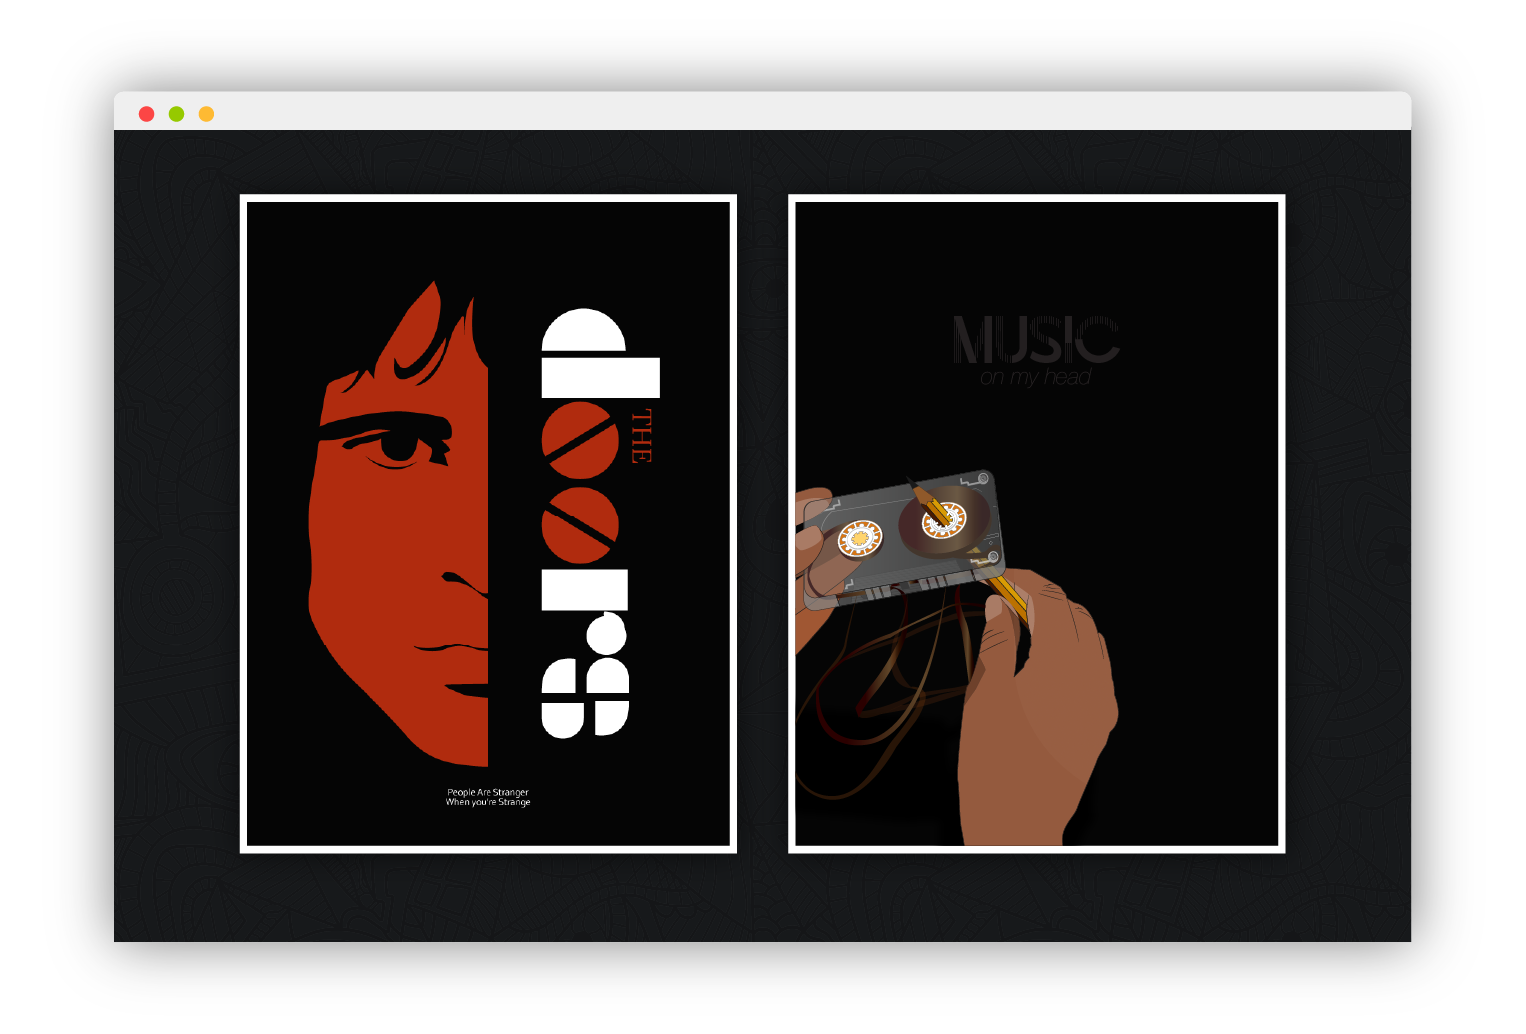 THE
doors
People Are Stranger
When you're Strange
MUSIC
on my head